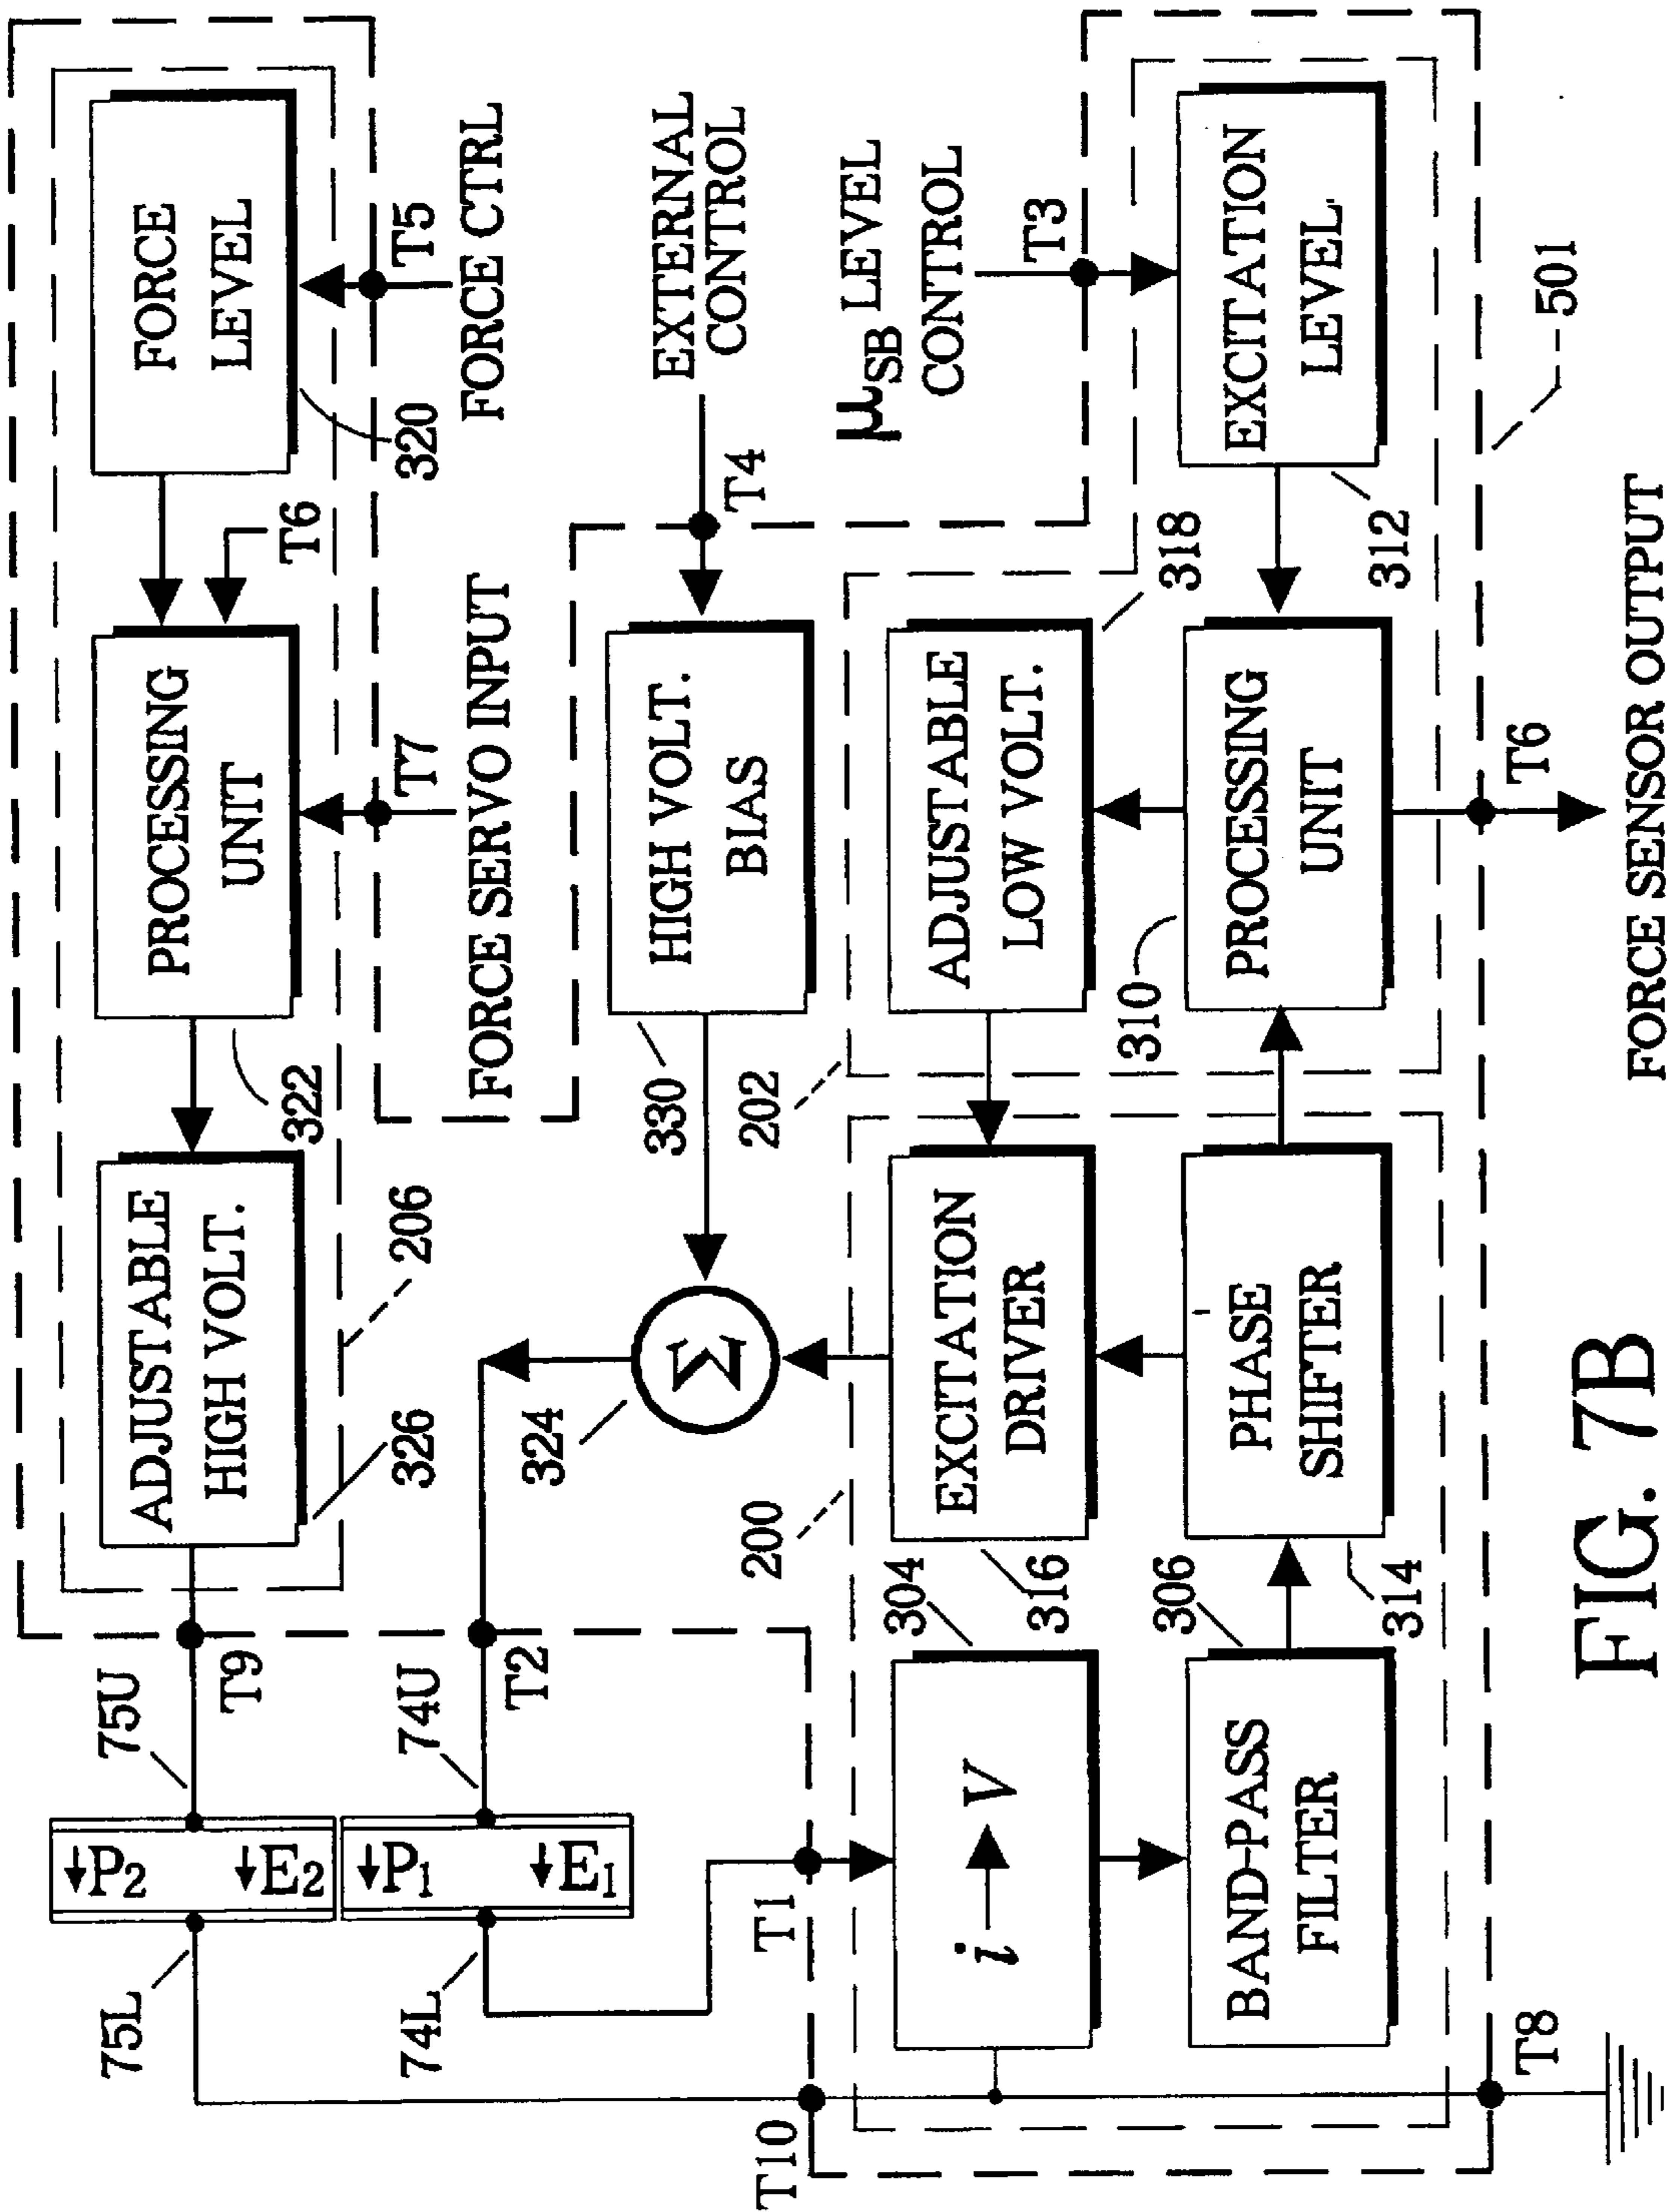 75L
75U
↓P₂
↓E₂
74L
74U
↓P₁
↓E₁
T9
T2
T1
T10
T8
ADJUSTABLE
HIGH VOLT.
326
206
PROCESSING
UNIT
322
T6
FORCE
LEVEL
320
T7
FORCE SERVO INPUT
T5
FORCE CTRL
Σ
324
HIGH VOLT.
BIAS
330
T4
EXTERNAL
CONTROL
μSB LEVEL
CONTROL
T3
200
202
304
i → V
EXCITATION
DRIVER
316
ADJUSTABLE
LOW VOLT.
318
306
BAND-PASS
FILTER
PHASE
SHIFTER
314
310
PROCESSING
UNIT
EXCITATION
LEVEL
312
501
T6
FORCE SENSOR OUTPUT
FIG. 7B